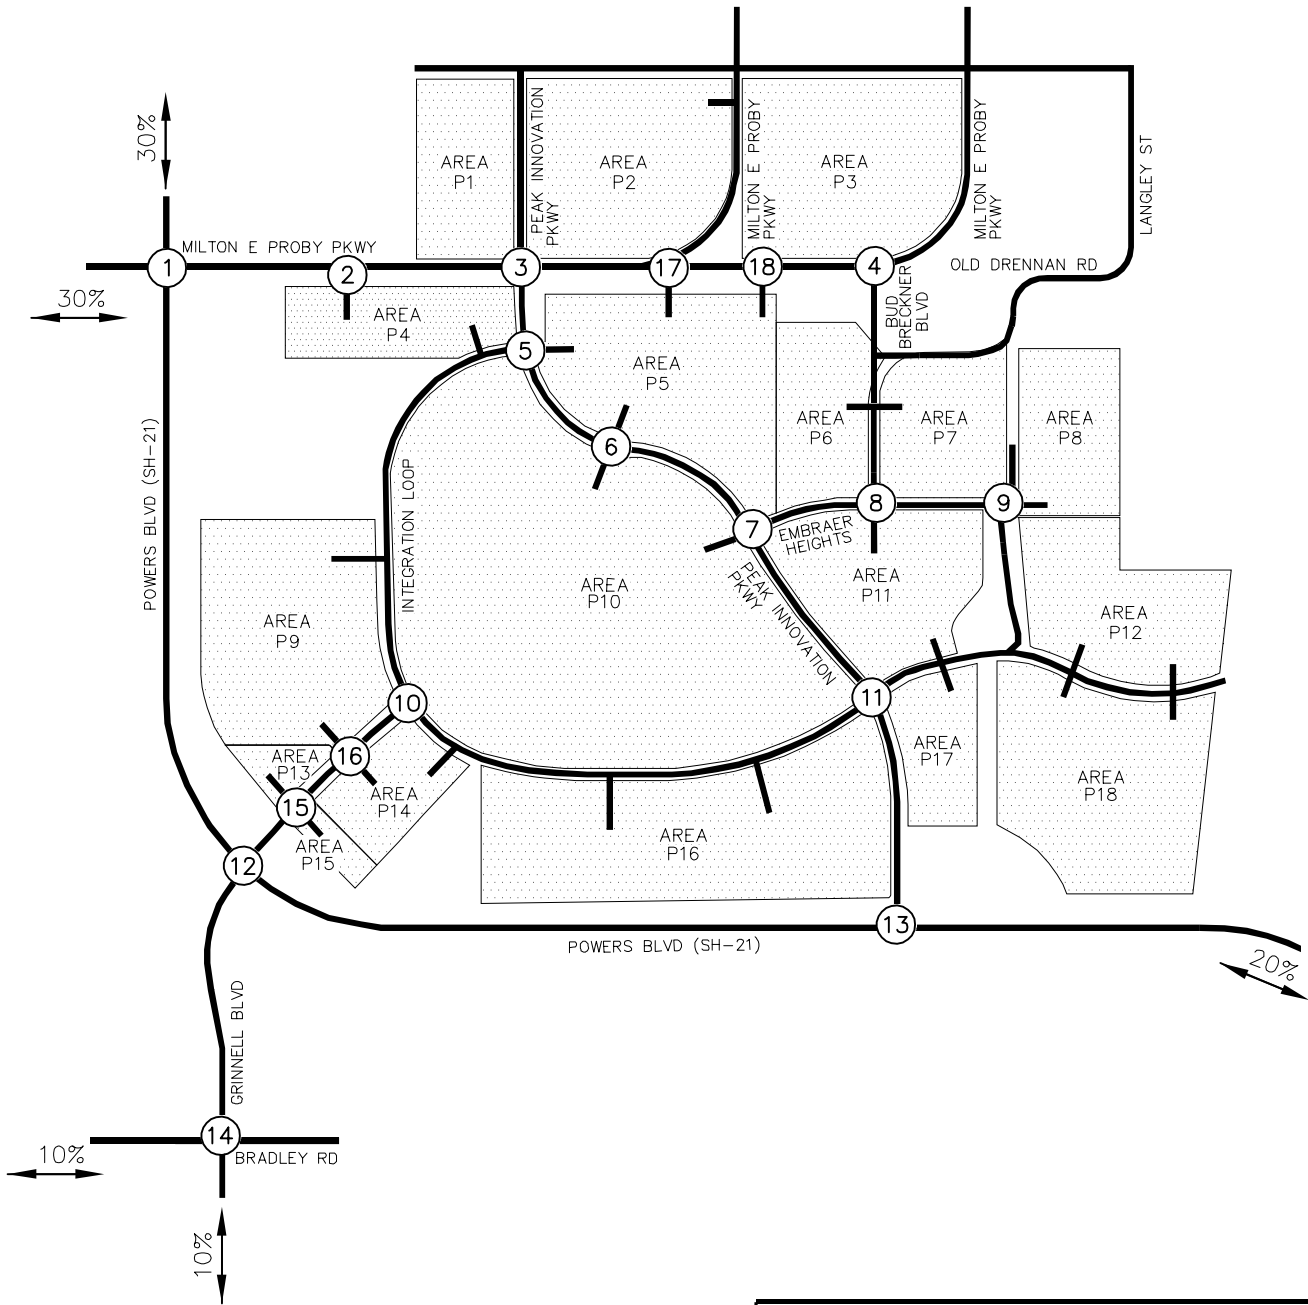 30%
PEAK INNOVATION
PKWY
MILTON E PROBY
PKWY
MILTON E PROBY
PKWY
LANGLEY ST
AREA
P1
AREA
P2
AREA
P3
MILTON E PROBY PKWY
1
2
3
17
18
4
OLD DRENNAN RD
30%
BUD
BRECKNER
BLVD
AREA
P4
5
AREA
P5
AREA
P6
AREA
P7
AREA
P8
6
POWERS BLVD (SH-21)
INTEGRATION LOOP
7
8
9
EMBRAER
HEIGHTS
PEAK INNOVATION
PKWY
AREA
P9
AREA
P10
AREA
P11
AREA
P12
10
11
16
AREA
P13
AREA
P14
15
AREA
P15
12
AREA
P16
AREA
P17
AREA
P18
13
POWERS BLVD (SH-21)
20%
GRINNELL BLVD
14
10%
BRADLEY RD
10%